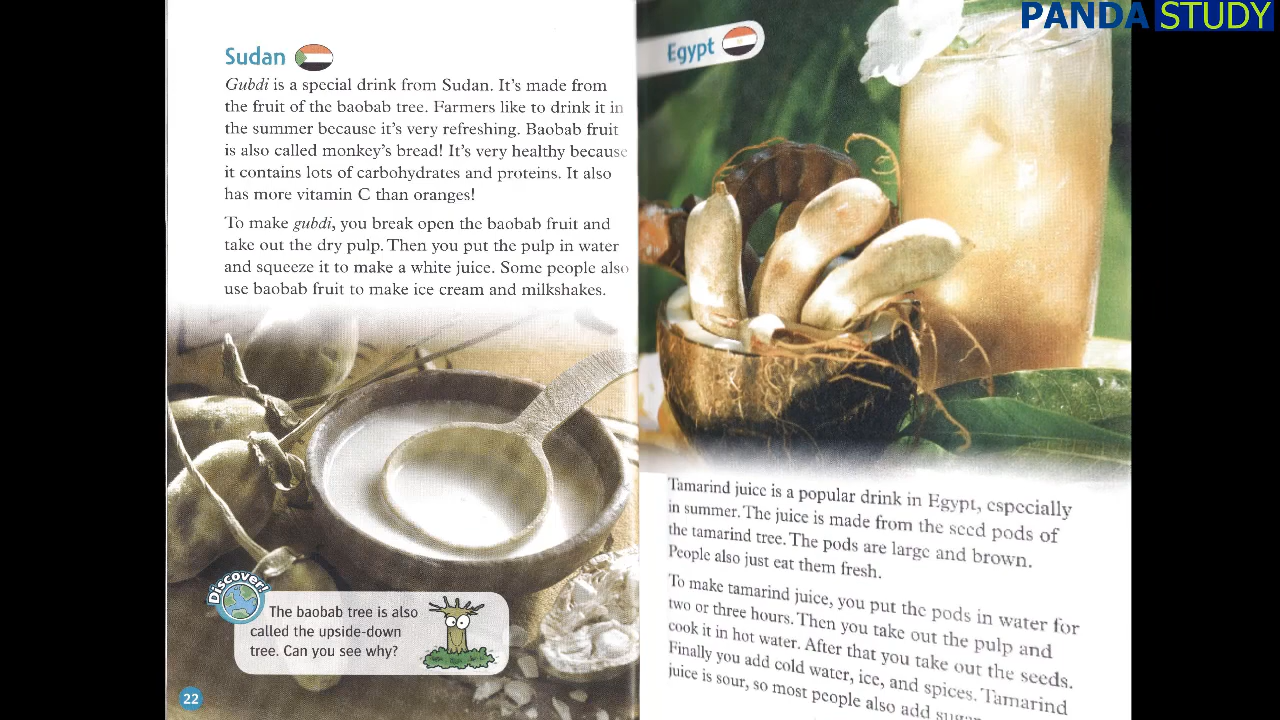 PANDA STUDY
Sudan
Gubdi is a special drink from Sudan. It's made from
the fruit of the baobab tree. Farmers like to drink it in
the summer because it's very refreshing. Baobab fruit
is also called monkey's bread! It's very healthy because
it contains lots of carbohydrates and proteins. It also
has more vitamin C than oranges!
To make gubdi, you break open the baobab fruit and
take out the dry pulp. Then you put the pulp in water
and squeeze it to make a white juice. Some people also
use baobab fruit to make ice cream and milkshakes.
Discover!
The baobab tree is also
called the upside-down
tree. Can you see why?
22
Egypt
Tamarind juice is a popular drink in Egypt, especially
in summer. The juice is made from the seed pods of
the tamarind tree. The pods are large and brown.
People also just eat them fresh.
To make tamarind juice, you put the pods in water for
two or three hours. Then you take out the pulp and
cook it in hot water. After that you take out the seeds.
Finally you add cold water, ice, and spices. Tamarind
juice is sour, so most people also add sugar